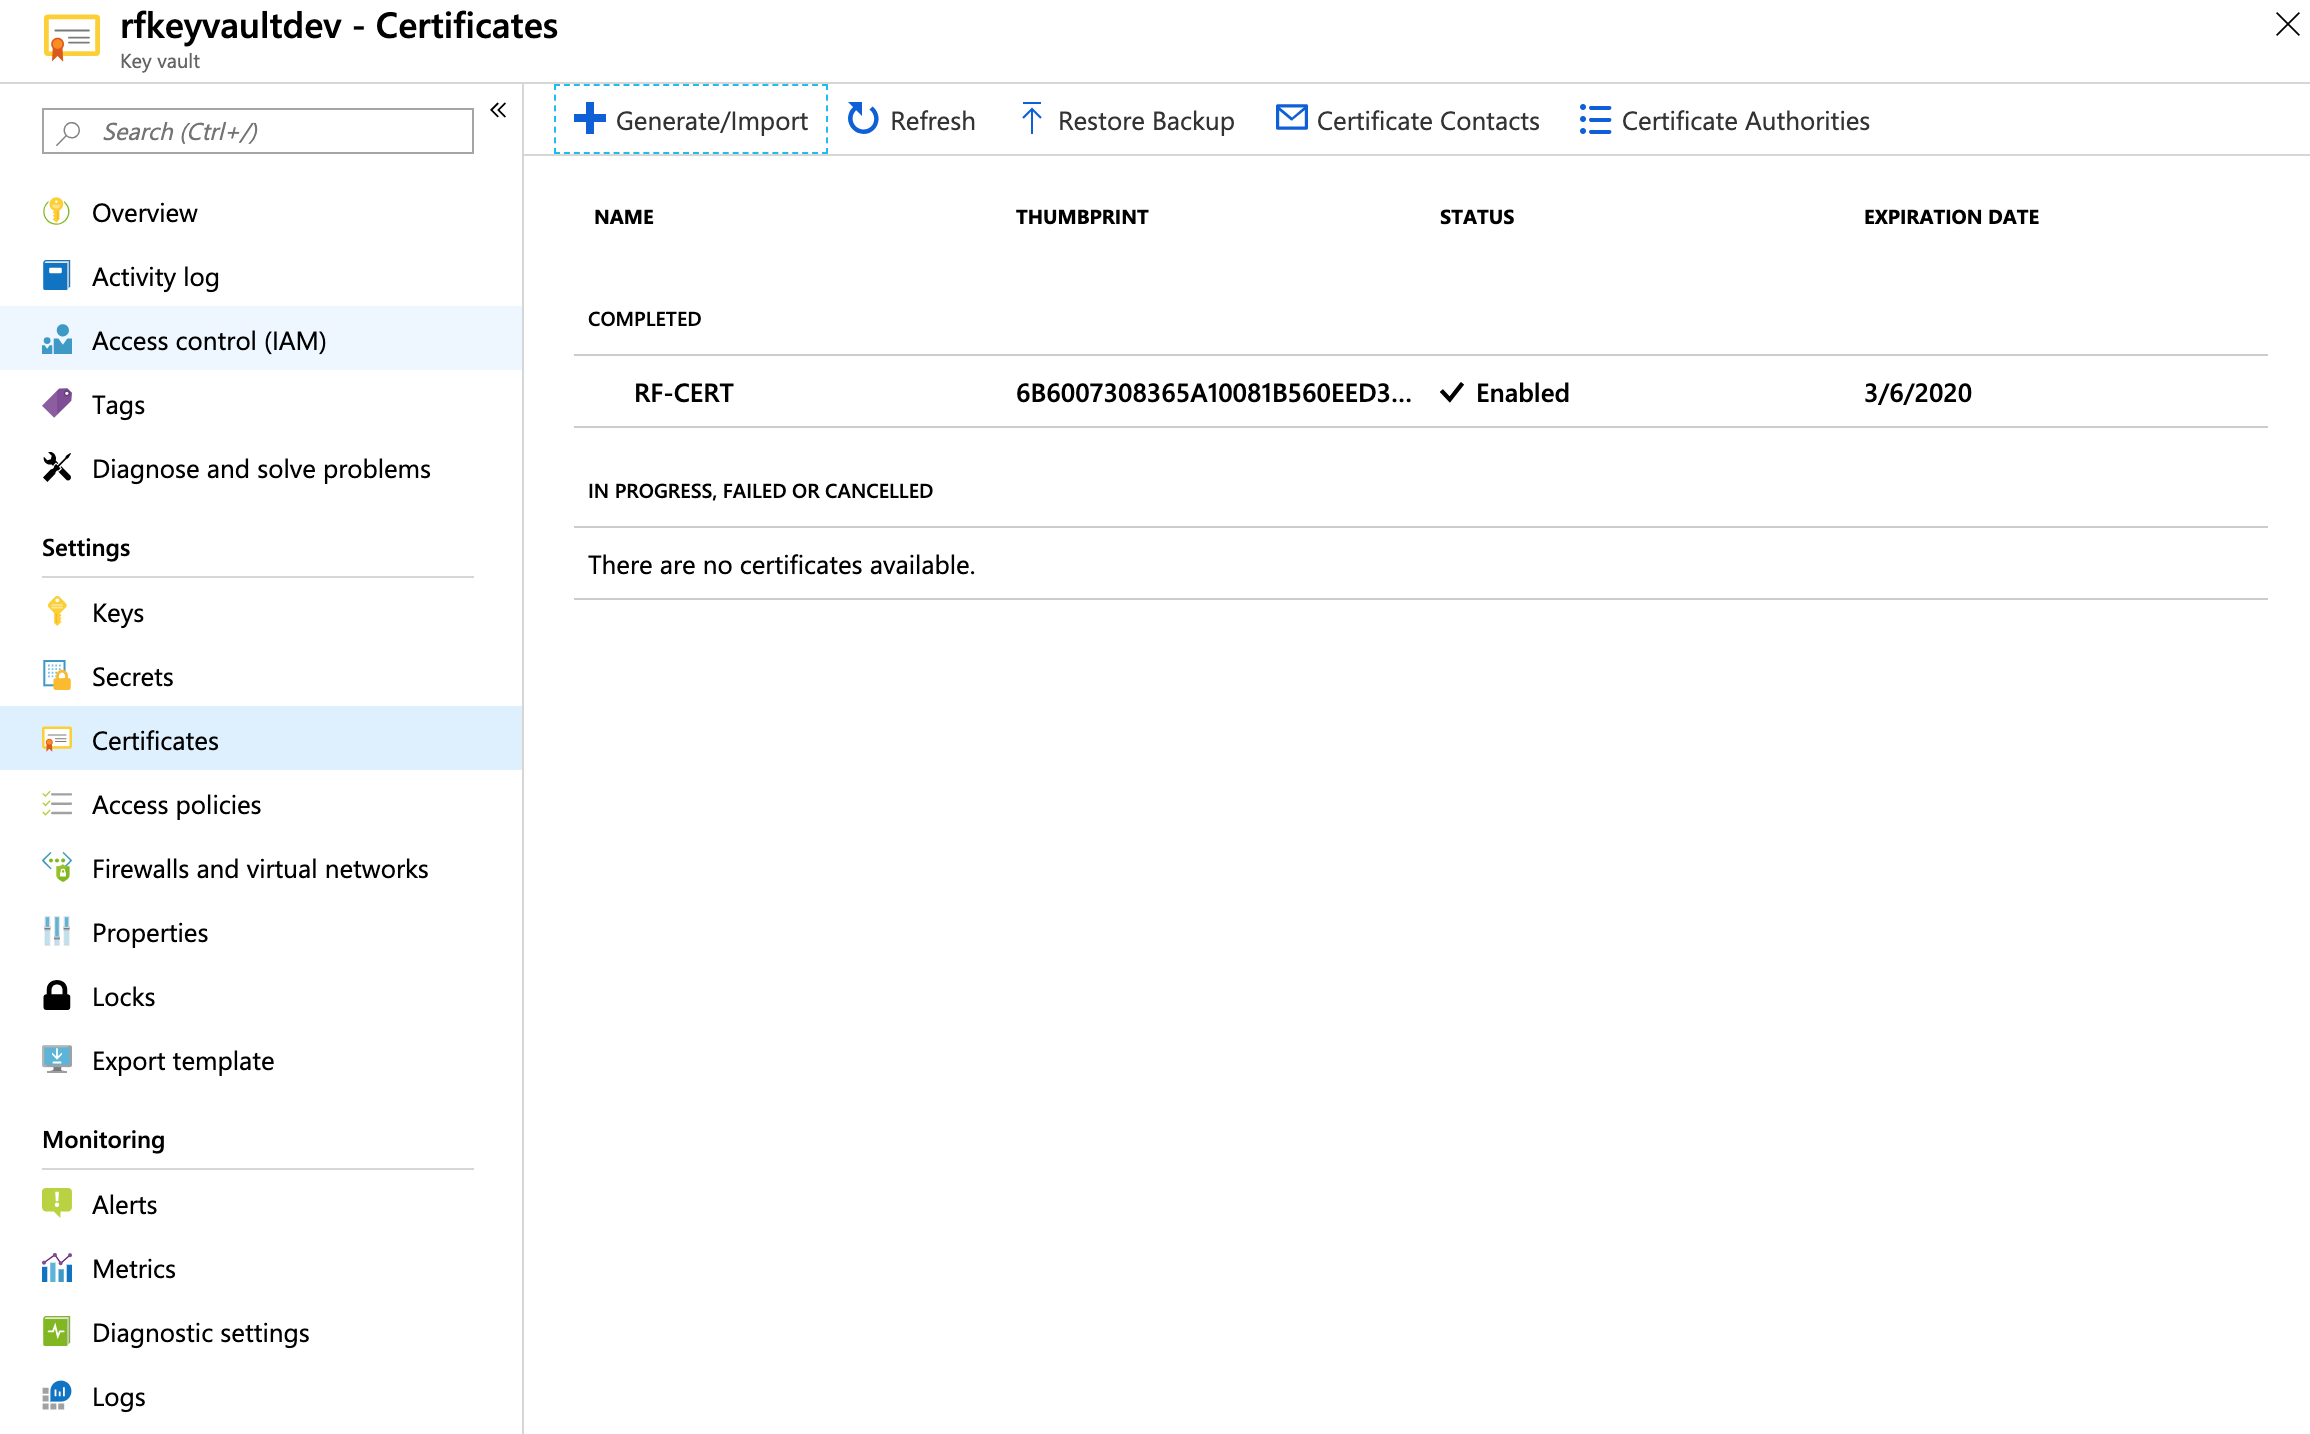 rfkeyvaultdev - Certificates
Key vault
Search (Ctrl+/)
Overview
Activity log
Access control (IAM)
Tags
Diagnose and solve problems
Settings
Keys
Secrets
Certificates
Access policies
Firewalls and virtual networks
Properties
Locks
Export template
Monitoring
Alerts
Metrics
Diagnostic settings
Logs
Generate/Import Refresh Restore Backup Certificate Contacts Certificate Authorities
NAME THUMBPRINT STATUS EXPIRATION DATE
COMPLETED
RF-CERT 6B6007308365A10081B560EED3... Enabled 3/6/2020
IN PROGRESS, FAILED OR CANCELLED
There are no certificates available.